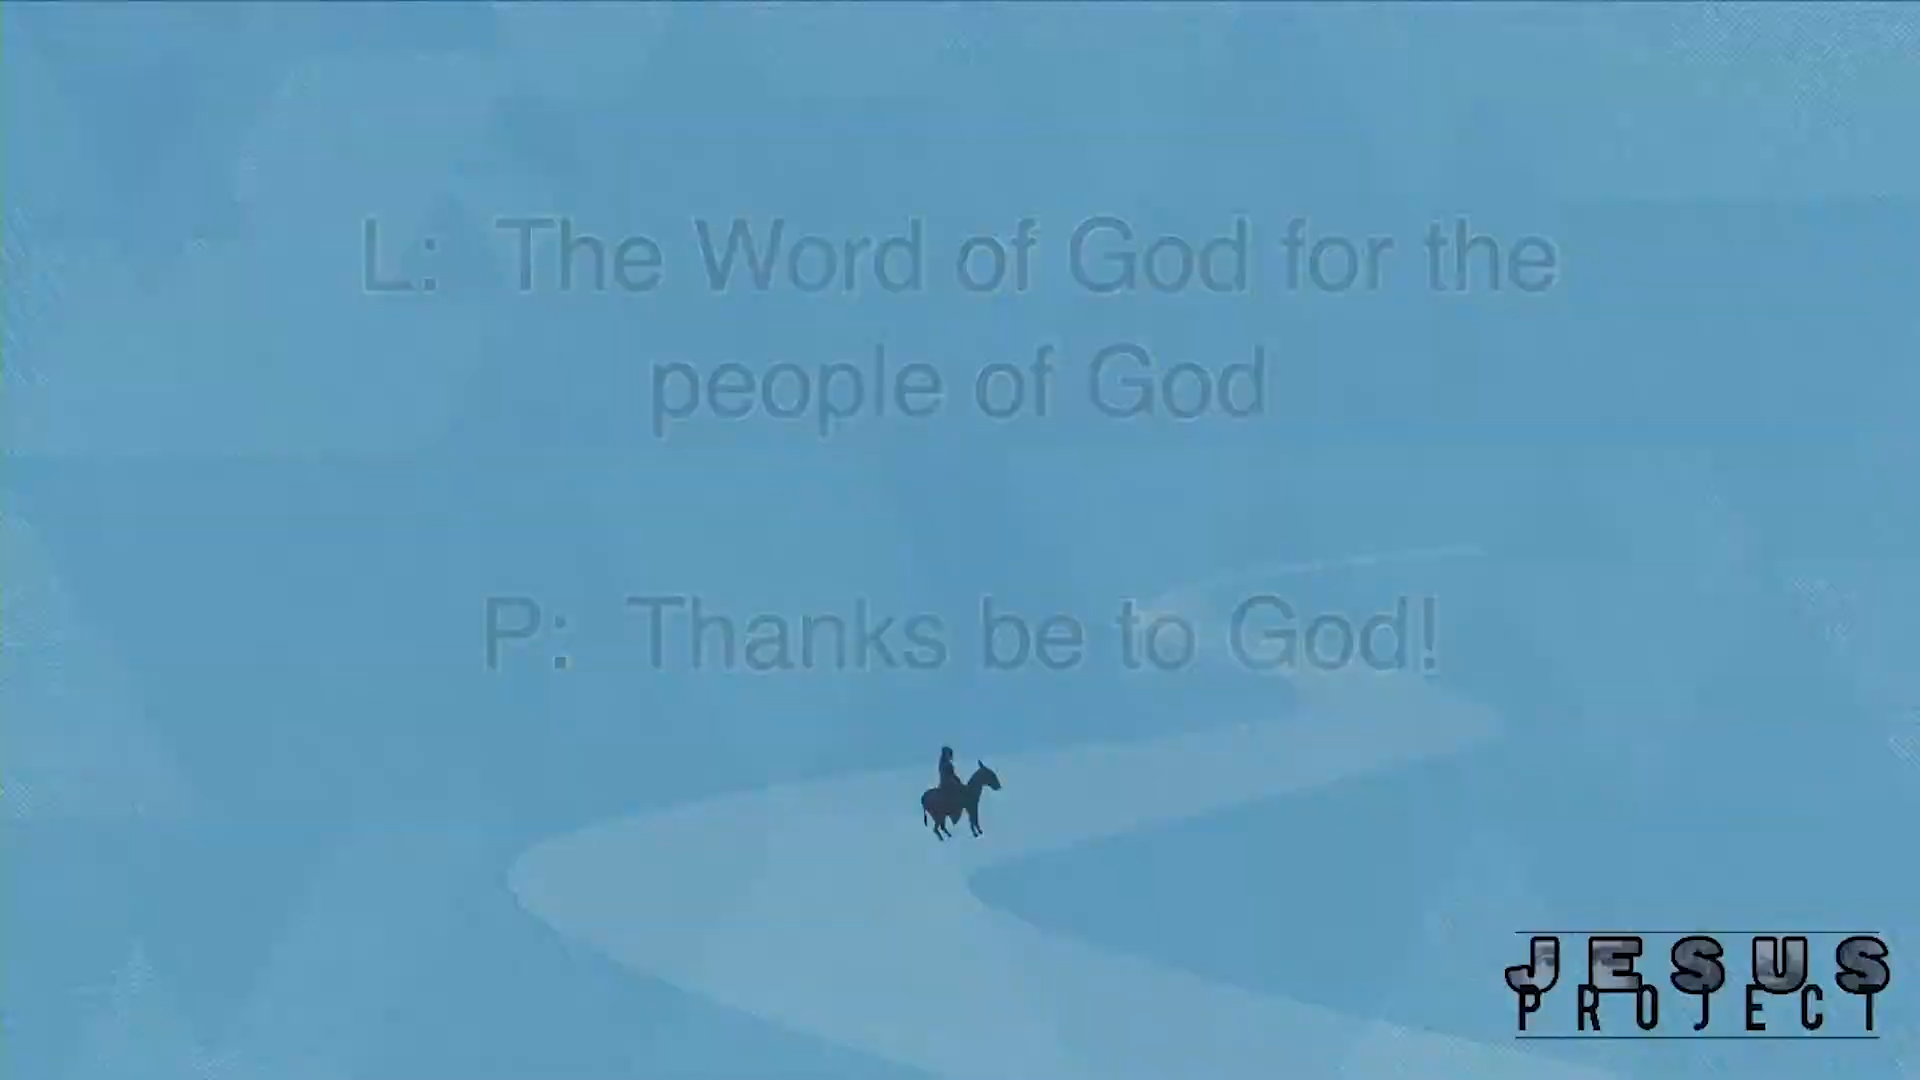 L: The Word of God for the
people of God
P: Thanks be to God!
JESUS
PROJECT